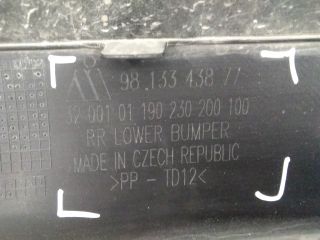 98.133 438 77
32 001 01 190 230 200 100
RR LOWER BUMPER
MADE IN CZECH REPUBLIC
>PP - TD12<